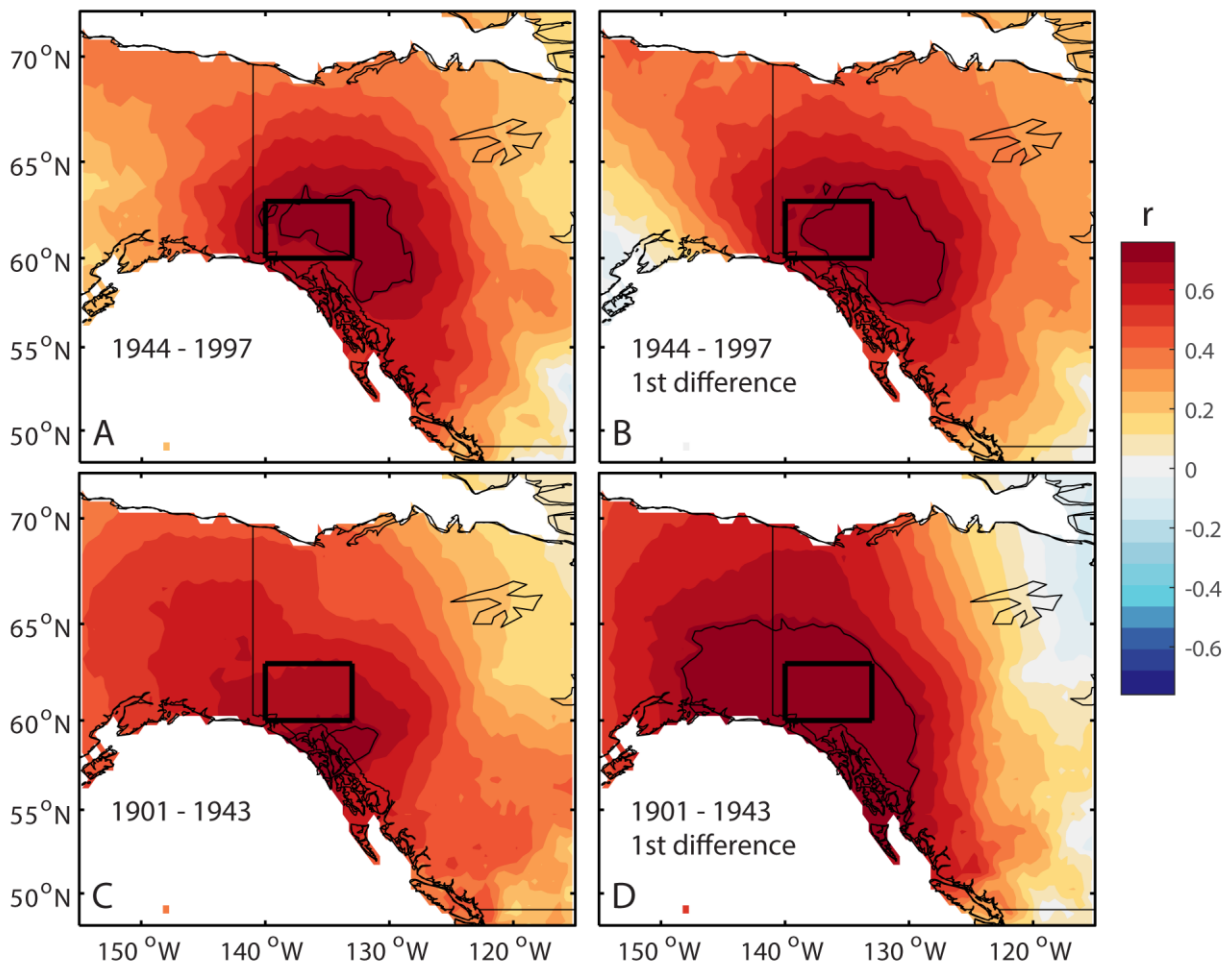 70°N
65°N
60°N
55°N
50°N
1944 - 1997
A
1944 - 1997
1st difference
B
r
0.6
0.4
0.2
0
-0.2
-0.4
-0.6
70°N
65°N
60°N
55°N
50°N
1901 - 1943
C
1901 - 1943
1st difference
D
150°W 140°W 130°W 120°W
150°W 140°W 130°W 120°W